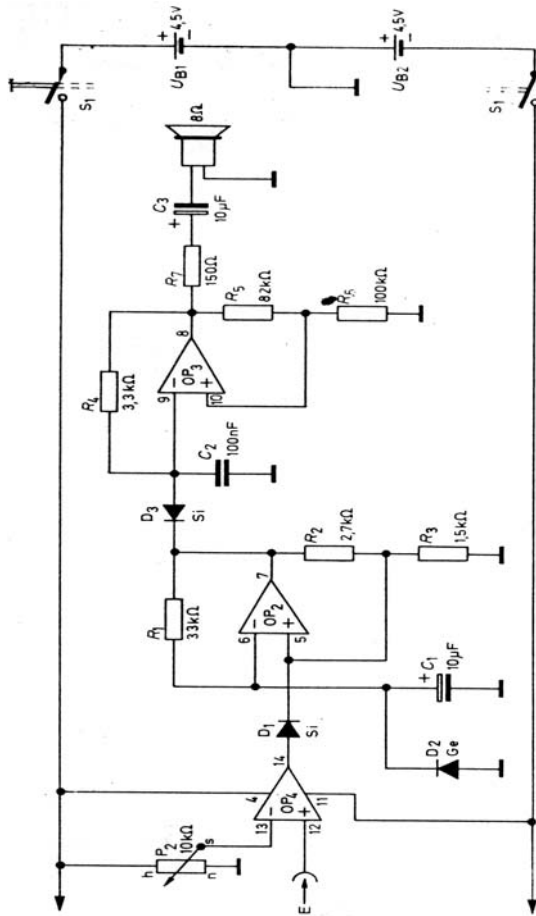 S1
UB1
+ 4,5V
−
UB2
+ 4,5V
−
S1
R4
3,3kΩ
9 −
10 +
OP3
8
R7
150Ω
C3
+
10µF
8Ω
R5
82kΩ
R6
100kΩ
C2
100nF
D3
Si
R1
33kΩ
6 −
5 +
OP2
7
R2
2,7kΩ
R3
1,5kΩ
+ C1
10µF
D2
Ge
D1
Si
h
P2
10kΩ
s
n
4
13 −
12 +
OP4
14
11
E